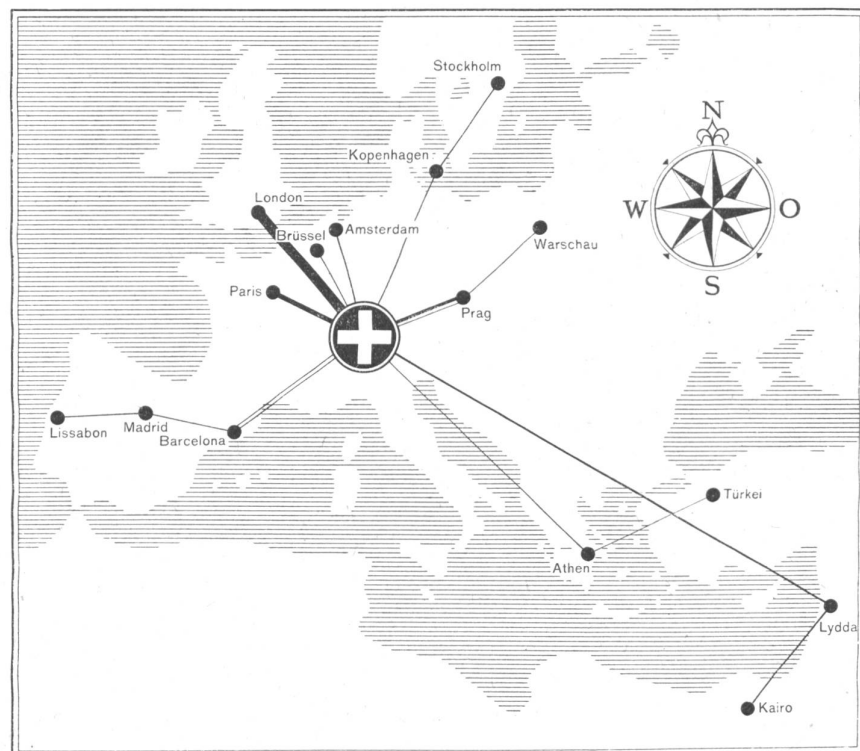 Stockholm
N
Kopenhagen
London
W
O
Amsterdam
Brüssel
Warschau
S
Paris
Prag
Madrid
Lissabon
Barcelona
Türkei
Athen
Lydda
Kairo